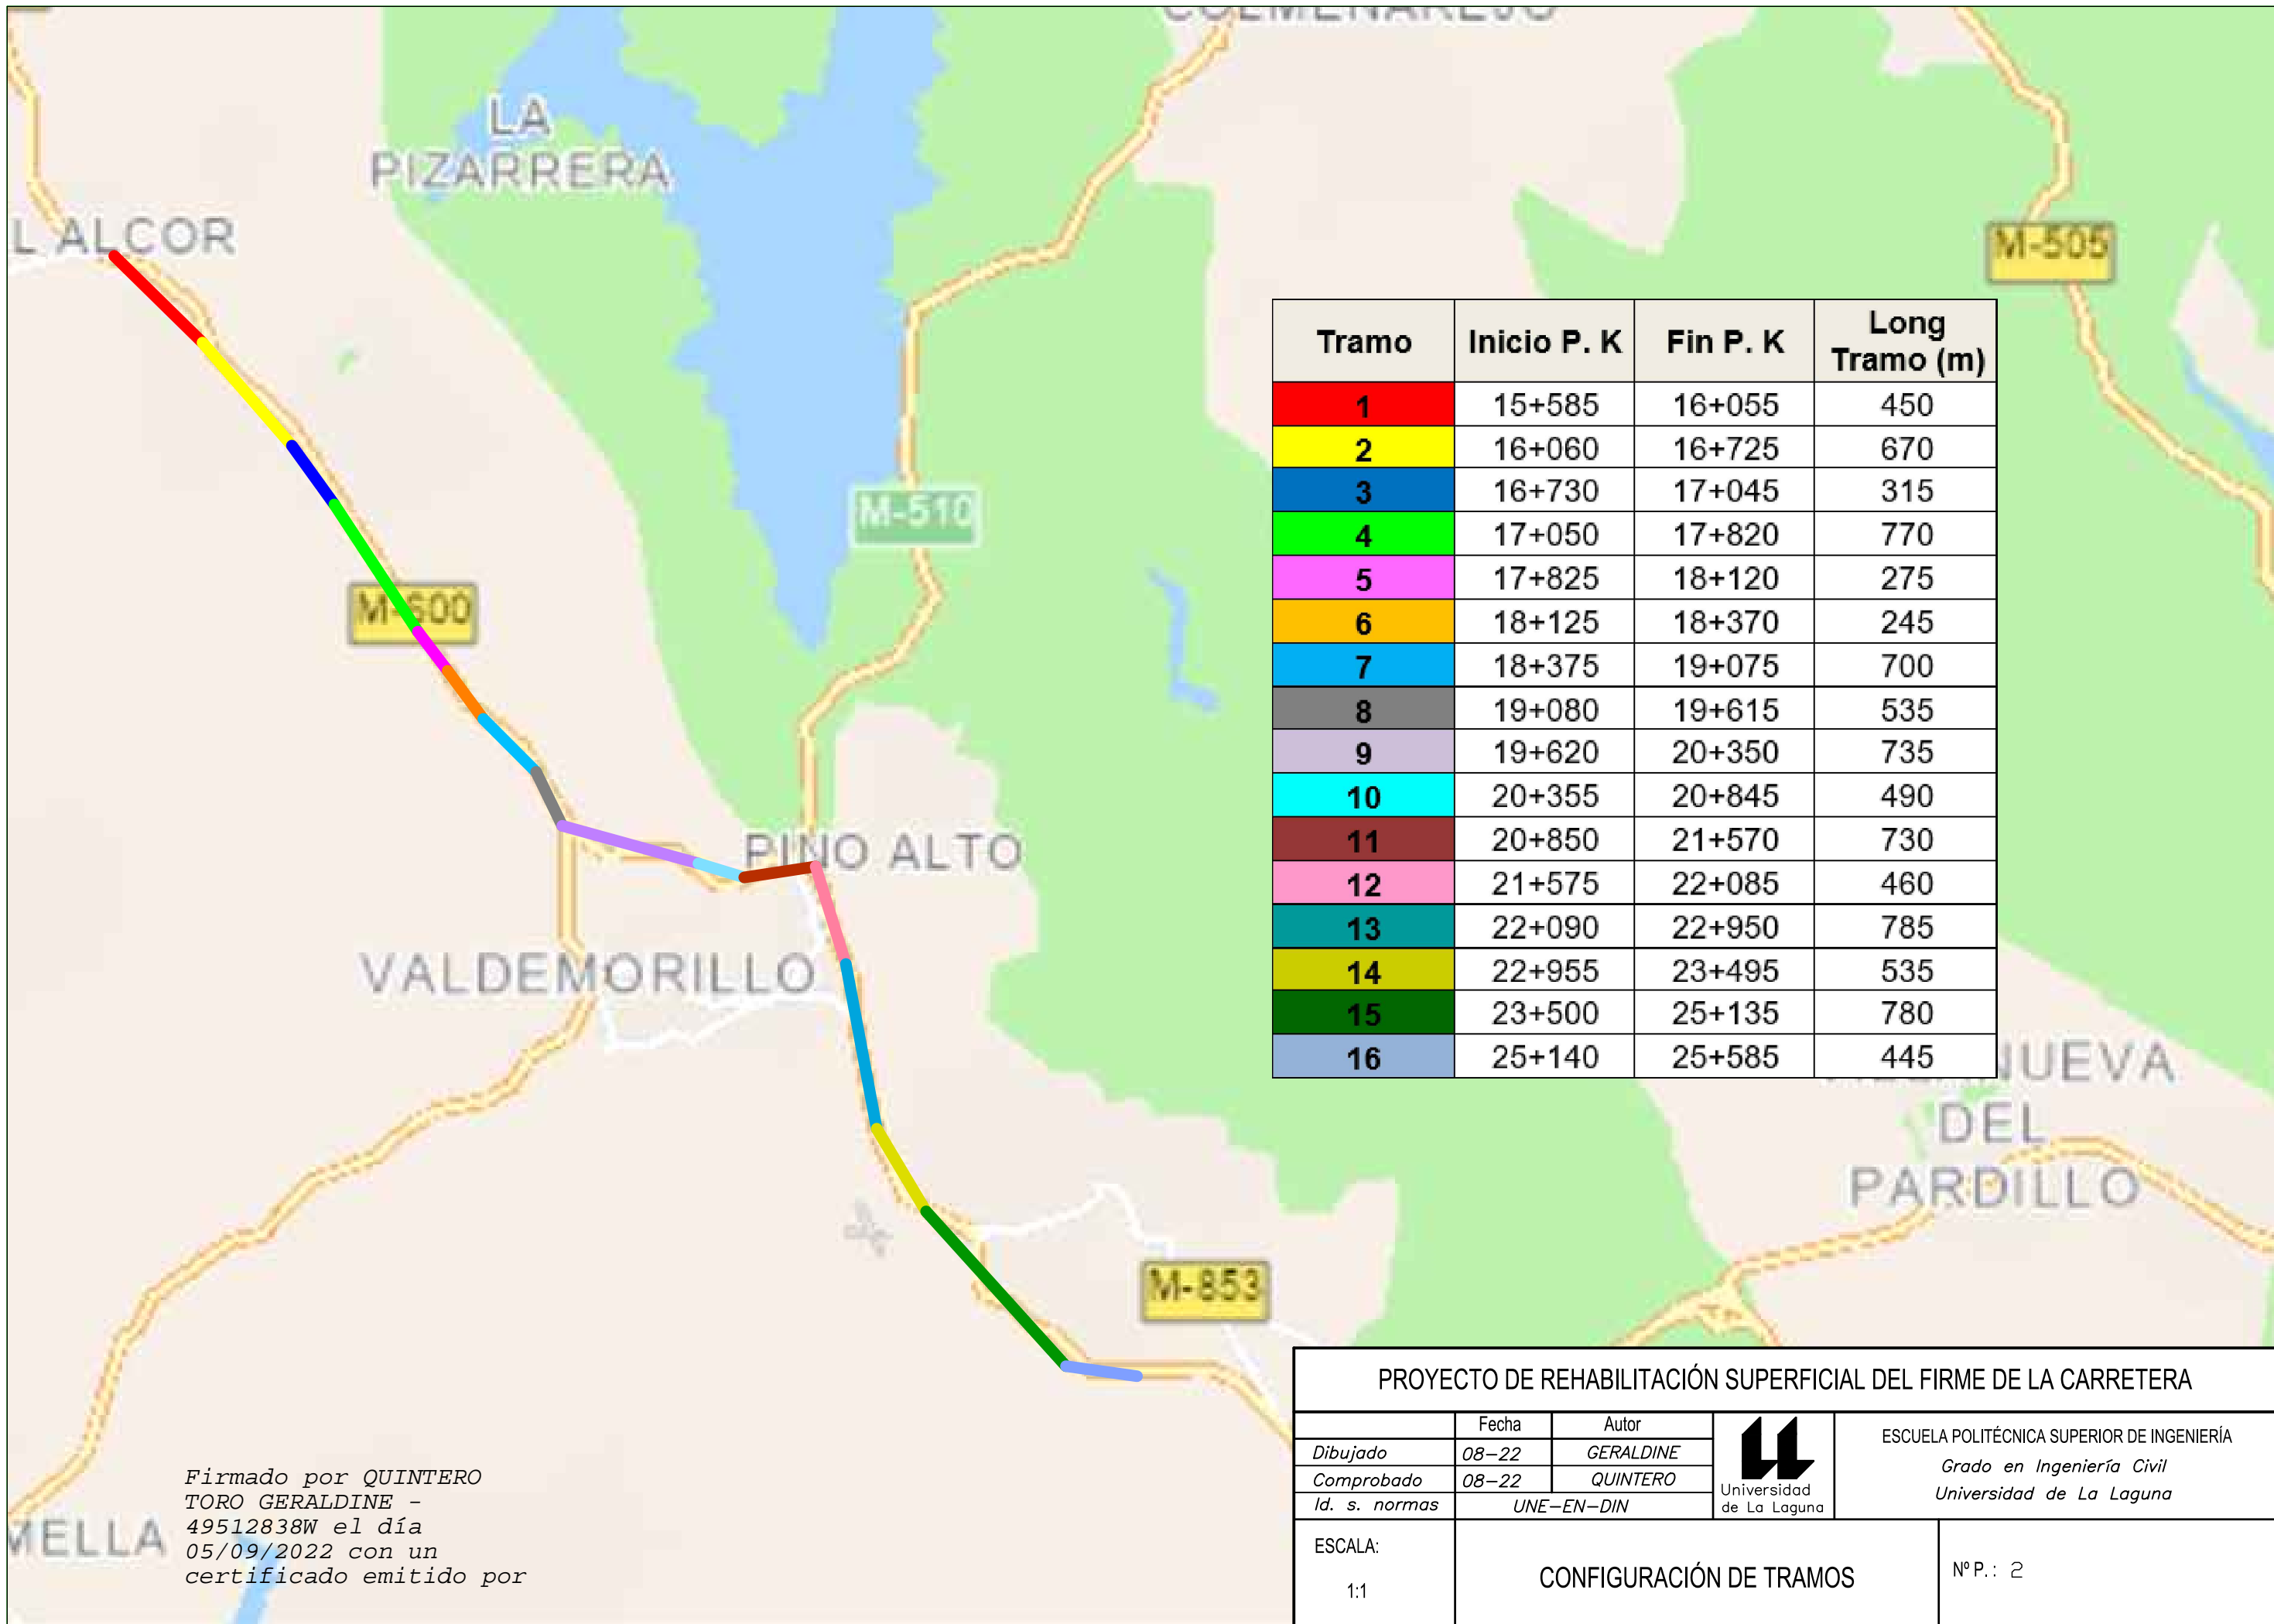 COLMENAREJO
LA
PIZARRERA
L ALCOR
M-505
M-510
M-600
PINO ALTO
VALDEMORILLO
NUEVA
DEL
PARDILLO
M-853
MELLA
Tramo Inicio P. K Fin P. K Long Tramo (m)
1 15+585 16+055 450
2 16+060 16+725 670
3 16+730 17+045 315
4 17+050 17+820 770
5 17+825 18+120 275
6 18+125 18+370 245
7 18+375 19+075 700
8 19+080 19+615 535
9 19+620 20+350 735
10 20+355 20+845 490
11 20+850 21+570 730
12 21+575 22+085 460
13 22+090 22+950 785
14 22+955 23+495 535
15 23+500 25+135 780
16 25+140 25+585 445
Firmado por QUINTERO
TORO GERALDINE -
49512838W el día
05/09/2022 con un
certificado emitido por
PROYECTO DE REHABILITACIÓN SUPERFICIAL DEL FIRME DE LA CARRETERA
Fecha Autor
Dibujado 08-22 GERALDINE
Comprobado 08-22 QUINTERO
Id. s. normas UNE-EN-DIN
Universidad
de La Laguna
ESCUELA POLITÉCNICA SUPERIOR DE INGENIERÍA
Grado en Ingeniería Civil
Universidad de La Laguna
ESCALA:
1:1
CONFIGURACIÓN DE TRAMOS
Nº P.: 2